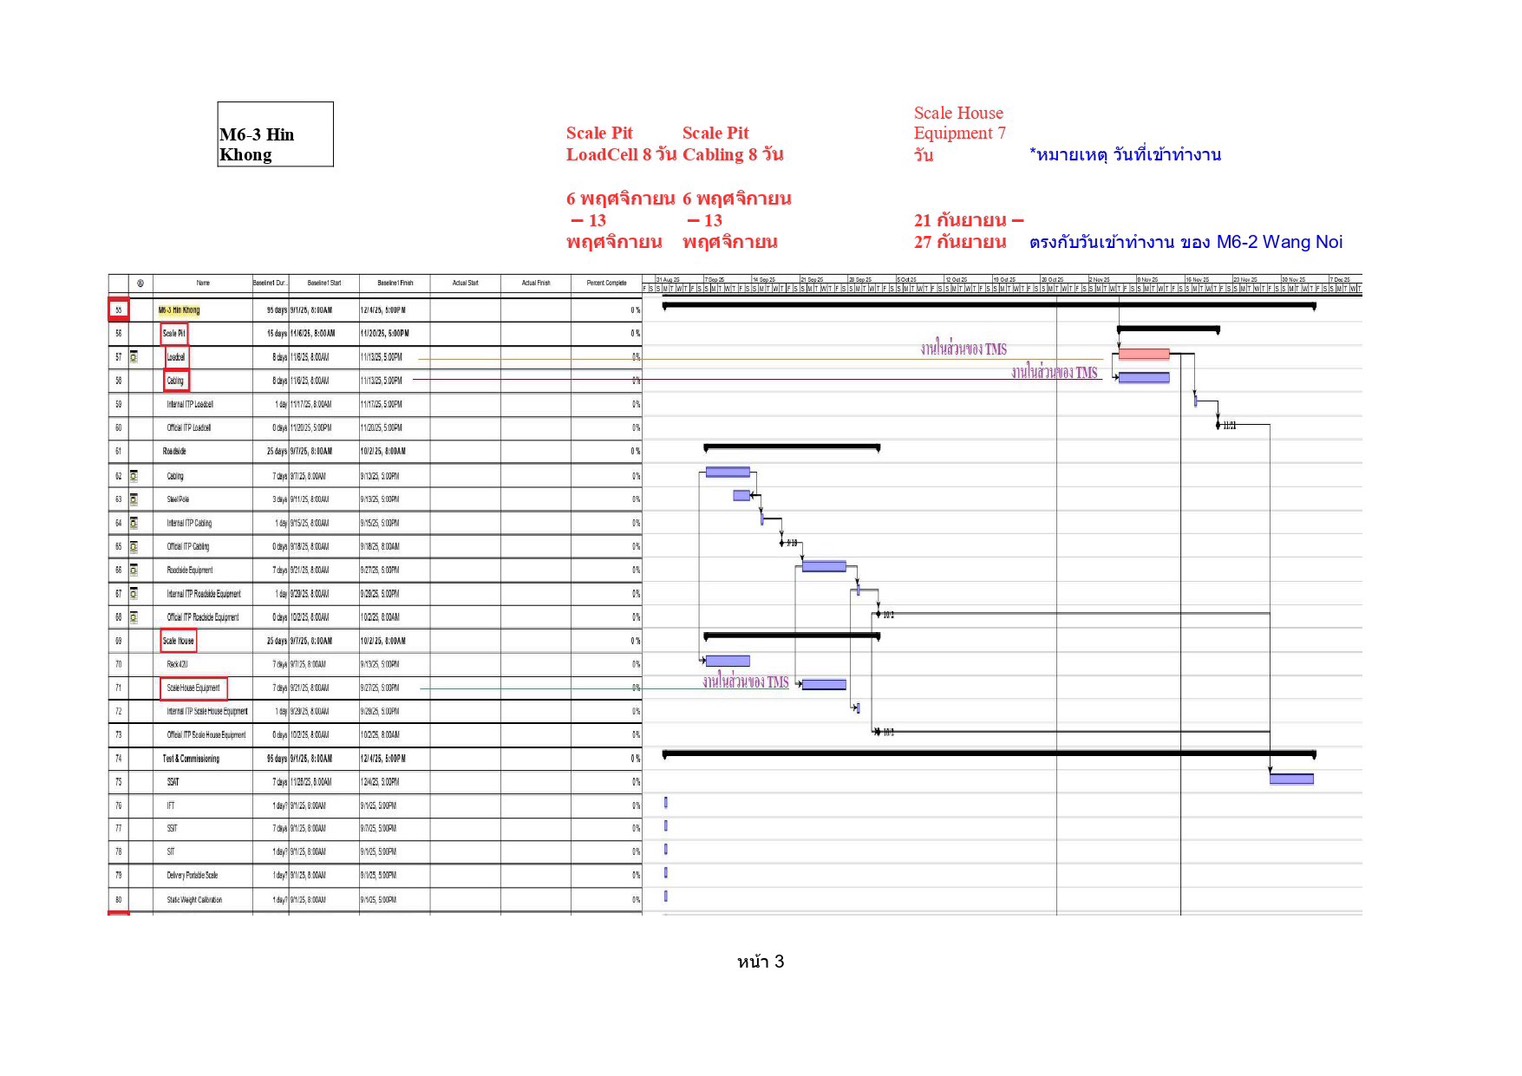 M6-3 Hin
Khong
Scale Pit
LoadCell 8 วัน
6 พฤศจิกายน
– 13
พฤศจิกายน
Scale Pit
Cabling 8 วัน
6 พฤศจิกายน
– 13
พฤศจิกายน
Scale House
Equipment 7
วัน
21 กันยายน –
27 กันยายน
*หมายเหตุ วันที่เข้าทำงาน
ตรงกับวันเข้าทำงาน ของ M6-2 Wang Noi
Name Baseline1 Dur... Baseline1 Start Baseline1 Finish Actual Start Actual Finish Percent Complete
31 Aug 25 7 Sep 25 14 Sep 25 21 Sep 25 28 Sep 25 5 Oct 25 12 Oct 25 19 Oct 25 26 Oct 25 2 Nov 25 9 Nov 25 16 Nov 25 23 Nov 25 30 Nov 25 7 Dec 25
55 M6-3 Hin Khong 95 days 9/1/25, 8:00AM 12/4/25, 5:00PM 0%
56 Scale Pit 15 days 11/6/25, 8:00AM 11/20/25, 5:00PM 0%
57 Loadcell 8 days 11/6/25, 8:00AM 11/13/25, 5:00PM 0% งานในส่วนของ TMS
58 Cabling 8 days 11/6/25, 8:00AM 11/13/25, 5:00PM 0% งานในส่วนของ TMS
59 Internal ITP Loadcell 1 day 11/17/25, 8:00AM 11/17/25, 5:00PM 0%
60 Official ITP Loadcell 0 days 11/20/25, 5:00PM 11/20/25, 5:00PM 0%
61 Roadside 25 days 9/7/25, 8:00AM 10/2/25, 8:00AM 0%
62 Cabling 7 days 9/7/25, 8:00AM 9/13/25, 5:00PM 0%
63 Steel Pole 3 days 9/11/25, 8:00AM 9/13/25, 5:00PM 0%
64 Internal ITP Cabling 1 day 9/15/25, 8:00AM 9/15/25, 5:00PM 0%
65 Official ITP Cabling 0 days 9/18/25, 8:00AM 9/18/25, 8:00AM 0% 9/18
66 Roadside Equipment 7 days 9/21/25, 8:00AM 9/27/25, 5:00PM 0%
67 Internal ITP Roadside Equipment 1 day 9/29/25, 8:00AM 9/29/25, 5:00PM 0%
68 Official ITP Roadside Equipment 0 days 10/2/25, 8:00AM 10/2/25, 8:00AM 0% 10/2
69 Scale House 25 days 9/7/25, 8:00AM 10/2/25, 8:00AM 0%
70 Rack 42U 7 days 9/7/25, 8:00AM 9/13/25, 5:00PM 0%
71 Scale House Equipment 7 days 9/21/25, 8:00AM 9/27/25, 5:00PM 0% งานในส่วนของ TMS
72 Internal ITP Scale House Equipment 1 day 9/29/25, 8:00AM 9/29/25, 5:00PM 0%
73 Official ITP Scale House Equipment 0 days 10/2/25, 8:00AM 10/2/25, 8:00AM 0% 10/2
74 Test & Commissioning 95 days 9/1/25, 8:00AM 12/4/25, 5:00PM 0%
75 SSAT 7 days 11/28/25, 8:00AM 12/4/25, 5:00PM 0%
76 IFT 1 day? 9/1/25, 8:00AM 9/1/25, 5:00PM 0%
77 SSIT 7 days 9/1/25, 8:00AM 9/7/25, 5:00PM 0%
78 SIT 1 day? 9/1/25, 8:00AM 9/1/25, 5:00PM 0%
79 Delivery Portable Scale 1 day? 9/1/25, 8:00AM 9/1/25, 5:00PM 0%
80 Static Weight Calibration 1 day? 9/1/25, 8:00AM 9/1/25, 5:00PM 0%
หน้า 3